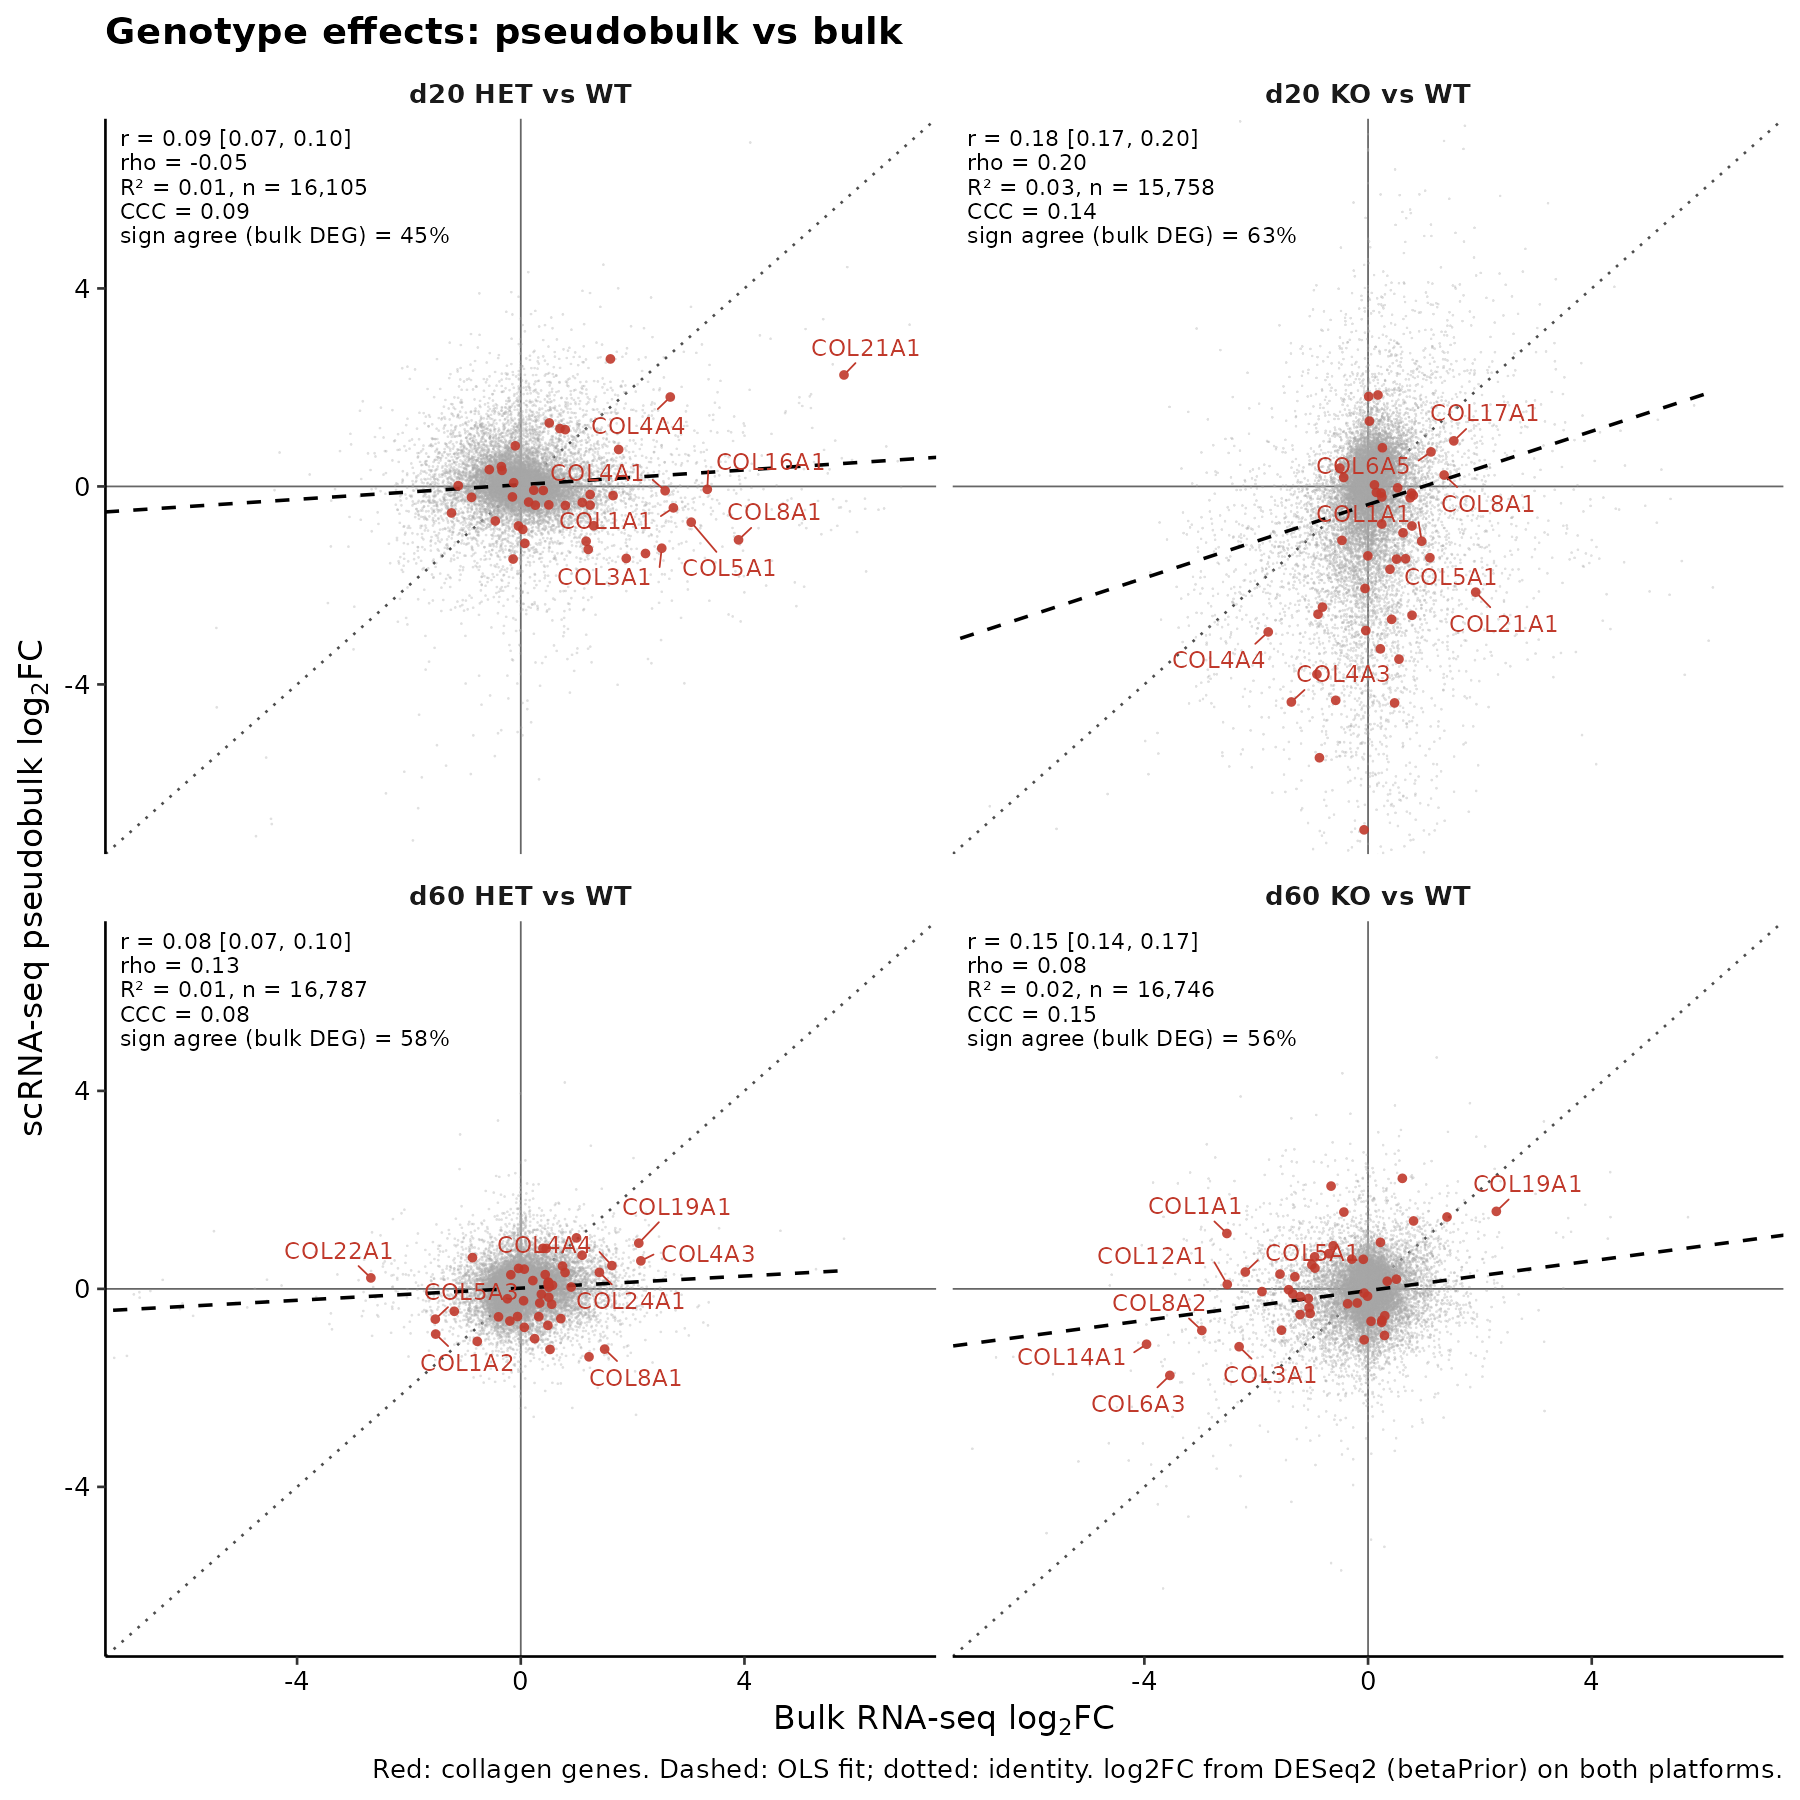 Genotype effects: pseudobulk vs bulk
d20 HET vs WT
r = 0.09 [0.07, 0.10]
rho = -0.05
R² = 0.01, n = 16,105
CCC = 0.09
sign agree (bulk DEG) = 45%
COL21A1
COL4A4
COL16A1
COL4A1
COL8A1
COL1A1
COL5A1
COL3A1
4
0
-4
d20 KO vs WT
r = 0.18 [0.17, 0.20]
rho = 0.20
R² = 0.03, n = 15,758
CCC = 0.14
sign agree (bulk DEG) = 63%
COL17A1
COL6A5
COL8A1
COL1A1
COL5A1
COL21A1
COL4A4
COL4A3
scRNA-seq pseudobulk log₂FC
d60 HET vs WT
r = 0.08 [0.07, 0.10]
rho = 0.13
R² = 0.01, n = 16,787
CCC = 0.08
sign agree (bulk DEG) = 58%
COL19A1
COL4A4
COL22A1
COL4A3
COL5A3
COL24A1
COL1A2
COL8A1
4
0
-4
-4
0
4
d60 KO vs WT
r = 0.15 [0.14, 0.17]
rho = 0.08
R² = 0.02, n = 16,746
CCC = 0.15
sign agree (bulk DEG) = 56%
COL19A1
COL1A1
COL12A1
COL5A1
COL8A2
COL14A1
COL3A1
COL6A3
-4
0
4
Bulk RNA-seq log₂FC
Red: collagen genes. Dashed: OLS fit; dotted: identity. log2FC from DESeq2 (betaPrior) on both platforms.